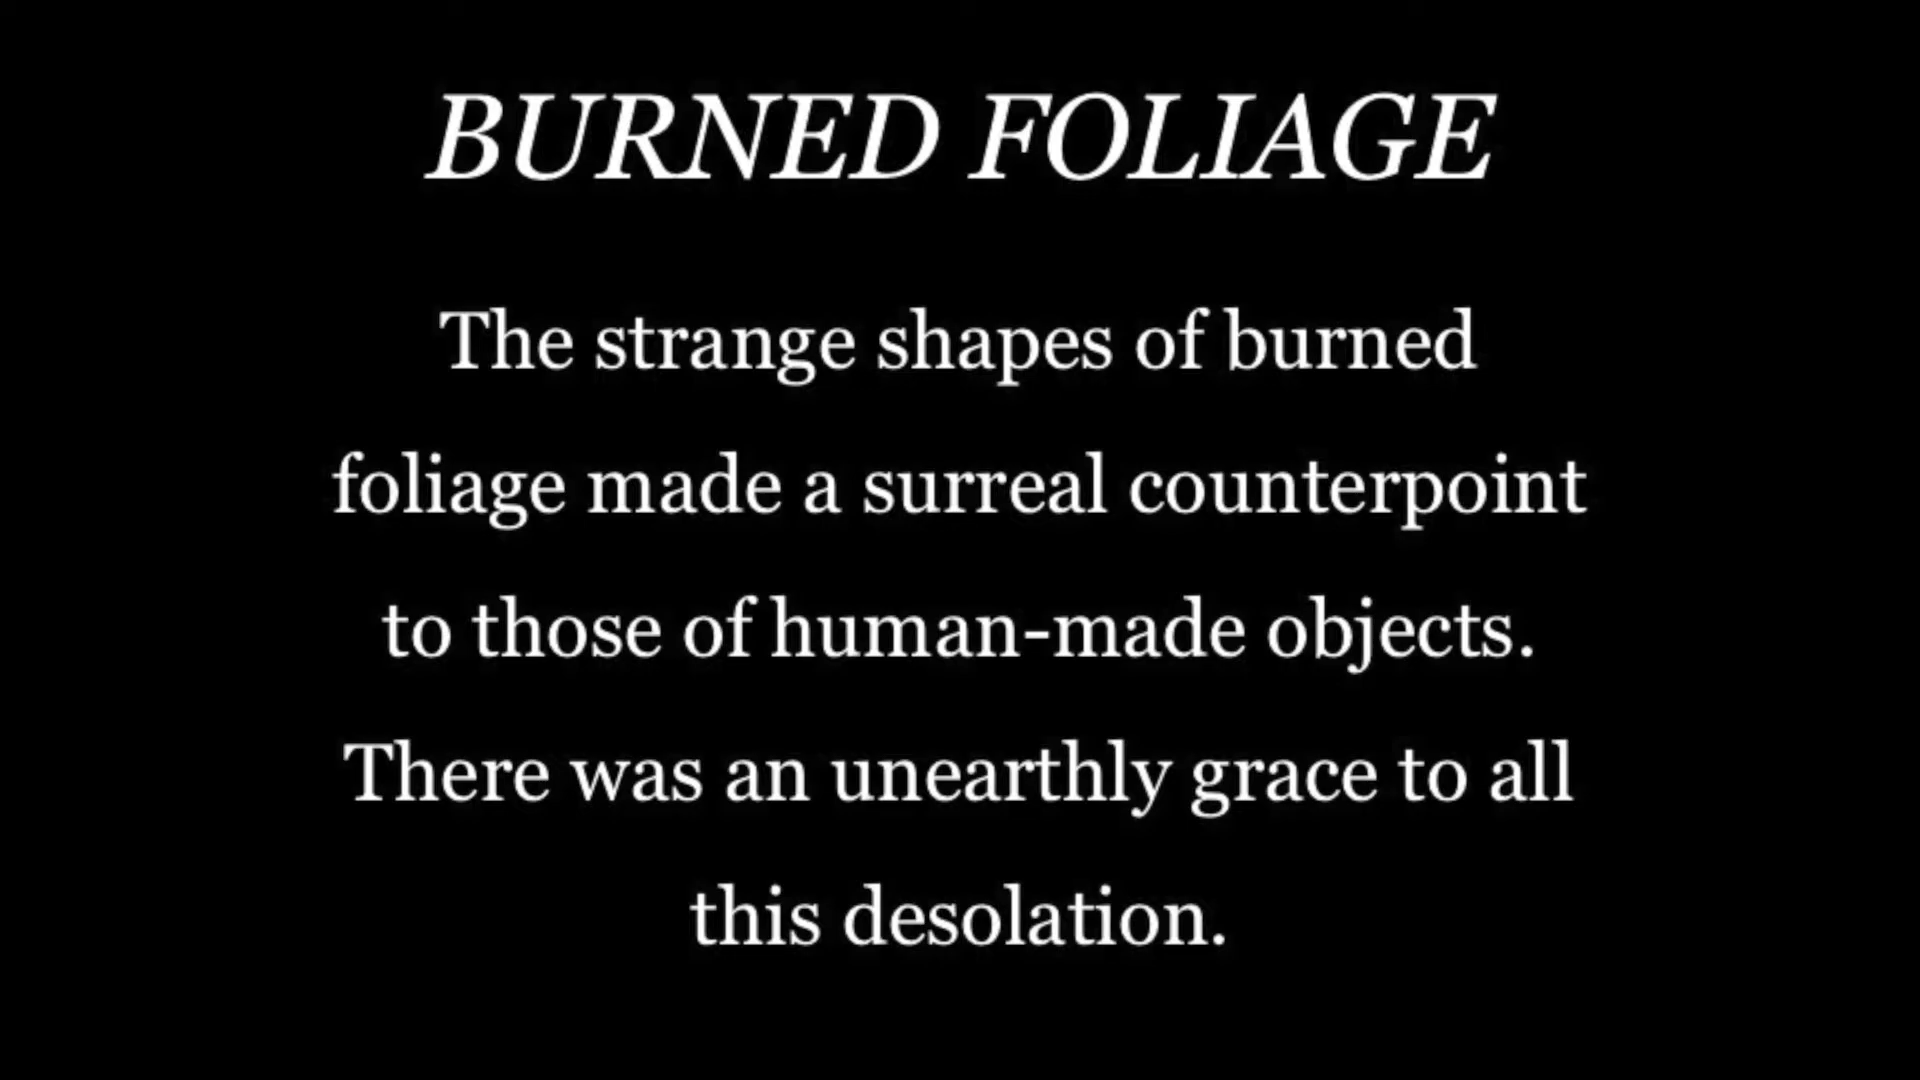 BURNED FOLIAGE
The strange shapes of burned
foliage made a surreal counterpoint
to those of human-made objects.
There was an unearthly grace to all
this desolation.